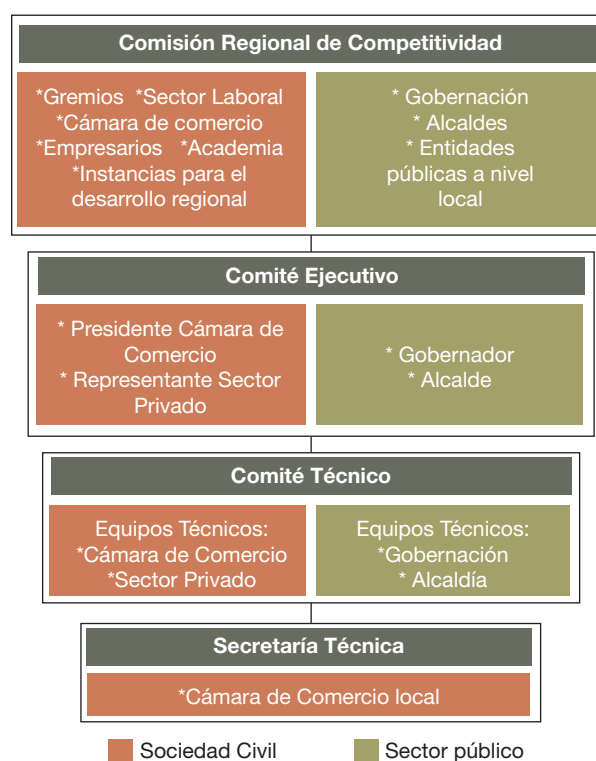 Comisión Regional de Competitividad
*Gremios *Sector Laboral
*Cámara de comercio
*Empresarios *Academia
*Instancias para el
desarrollo regional
* Gobernación
* Alcaldes
* Entidades
públicas a nivel
local
Comité Ejecutivo
* Presidente Cámara de
Comercio
* Representante Sector
Privado
* Gobernador
* Alcalde
Comité Técnico
Equipos Técnicos:
*Cámara de Comercio
*Sector Privado
Equipos Técnicos:
*Gobernación
* Alcaldía
Secretaría Técnica
*Cámara de Comercio local
Sociedad Civil
Sector público